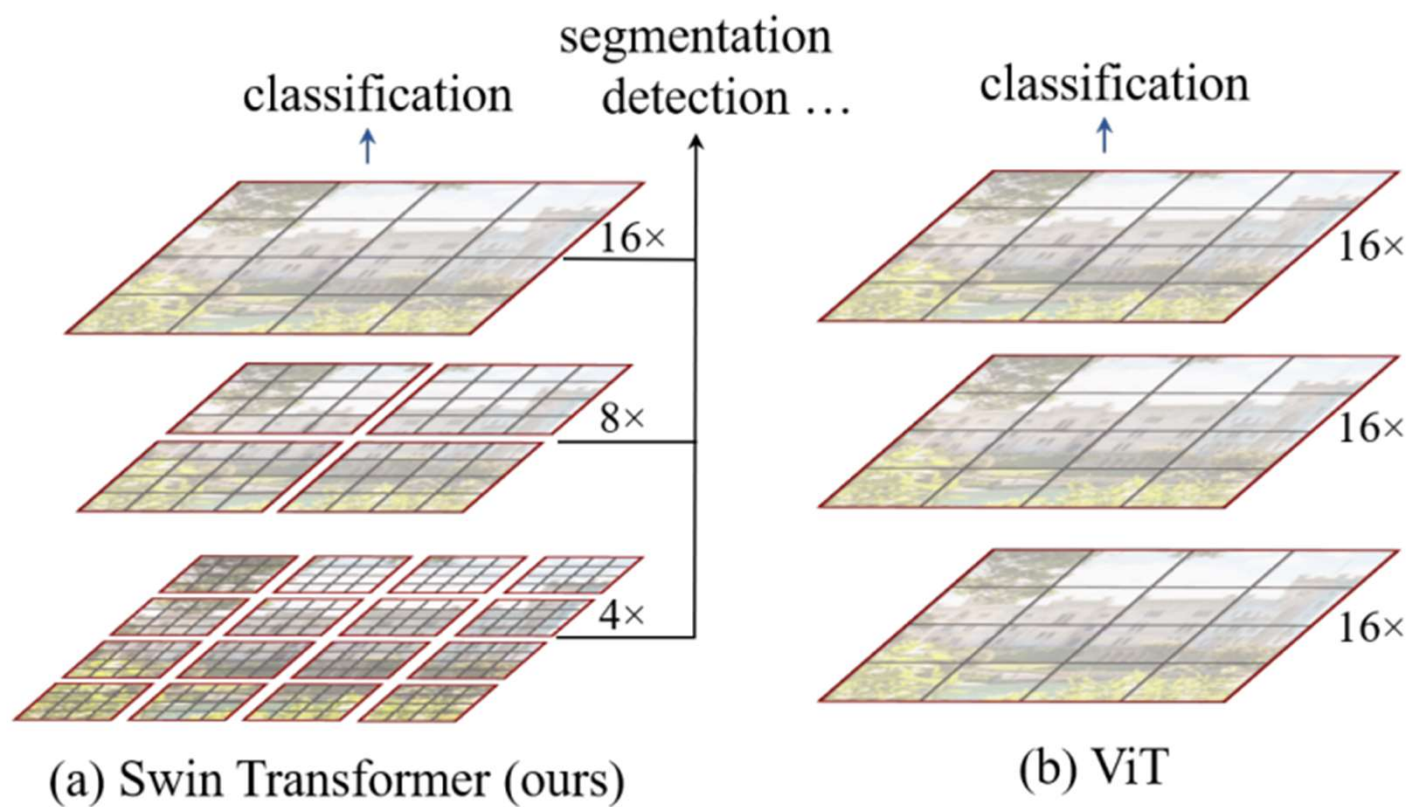 segmentation
detection …
classification
16×
8×
4×
(a) Swin Transformer (ours)
classification
16×
16×
16×
(b) ViT